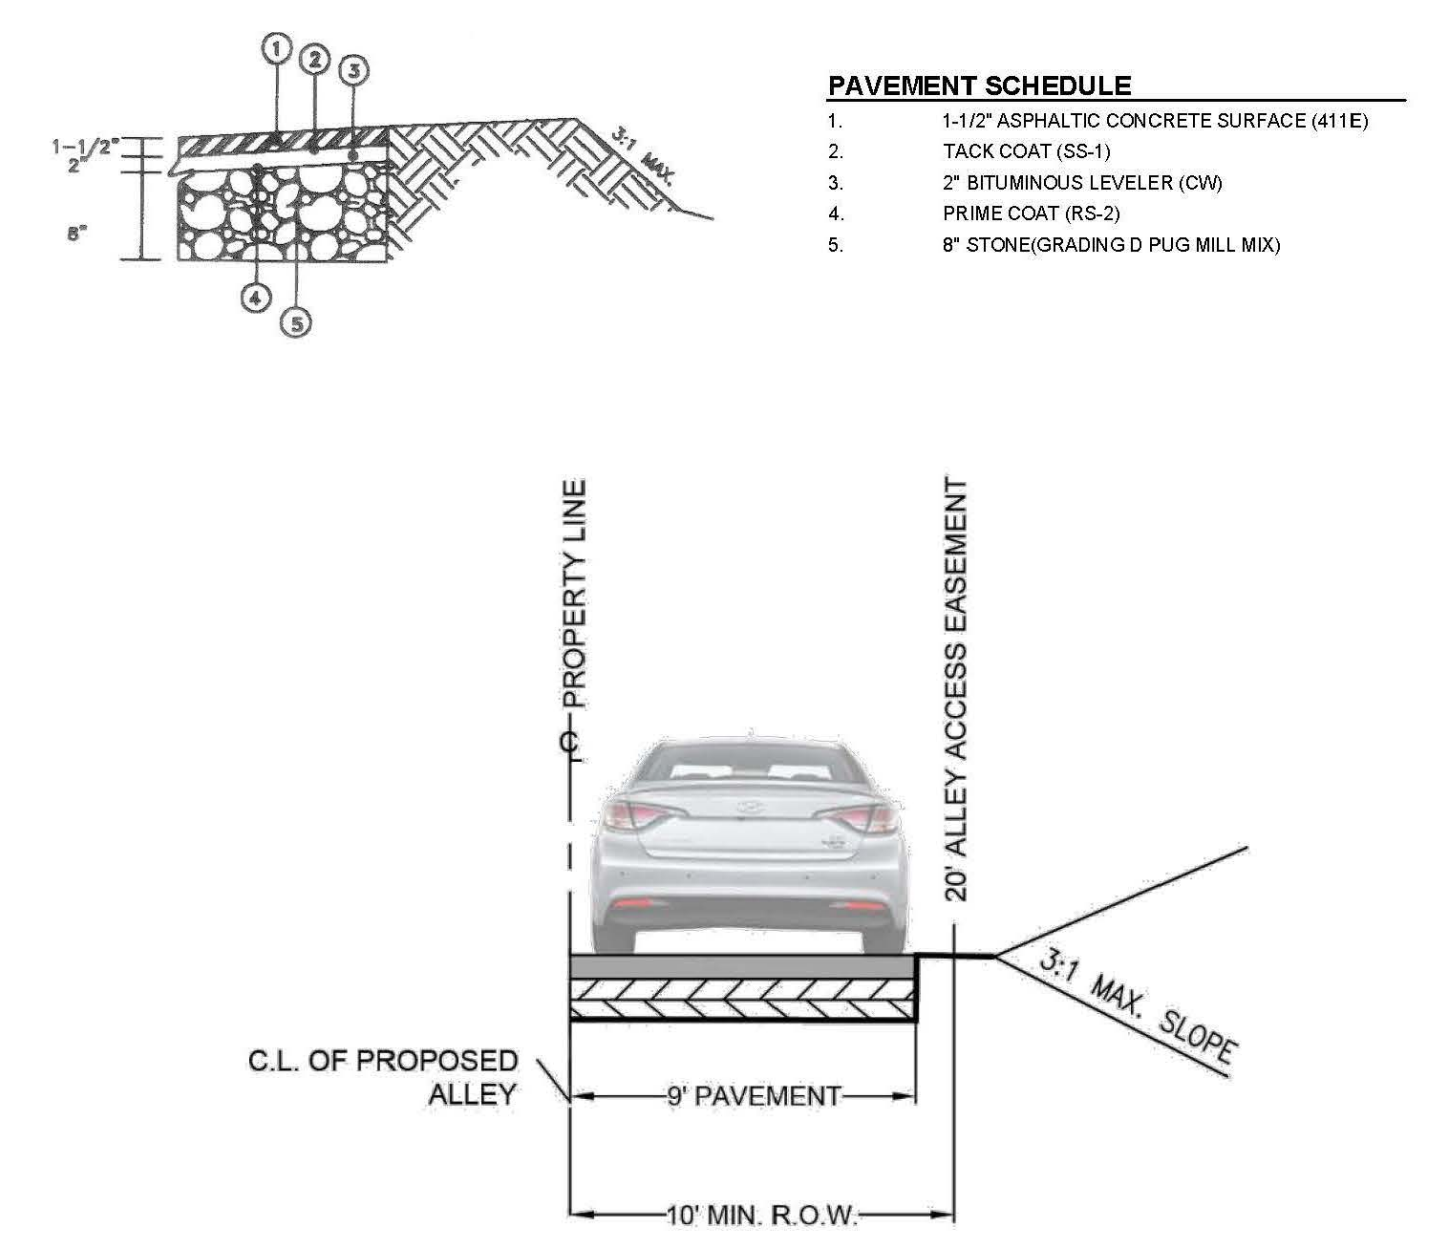 1
2
3
1-1/2"
2"
8"
3:1 MAX.
4
5
PAVEMENT SCHEDULE
1. 1-1/2" ASPHALTIC CONCRETE SURFACE (411E)
2. TACK COAT (SS-1)
3. 2" BITUMINOUS LEVELER (CW)
4. PRIME COAT (RS-2)
5. 8" STONE(GRADING D PUG MILL MIX)
PROPERTY LINE
CL
20' ALLEY ACCESS EASEMENT
3:1 MAX. SLOPE
C.L. OF PROPOSED
ALLEY
9' PAVEMENT
10' MIN. R.O.W.